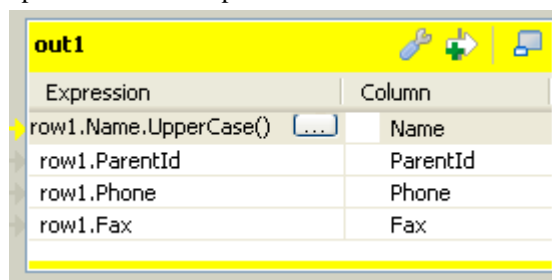 out1
Expression Column
row1.Name.UpperCase() ... Name
row1.ParentId ParentId
row1.Phone Phone
row1.Fax Fax